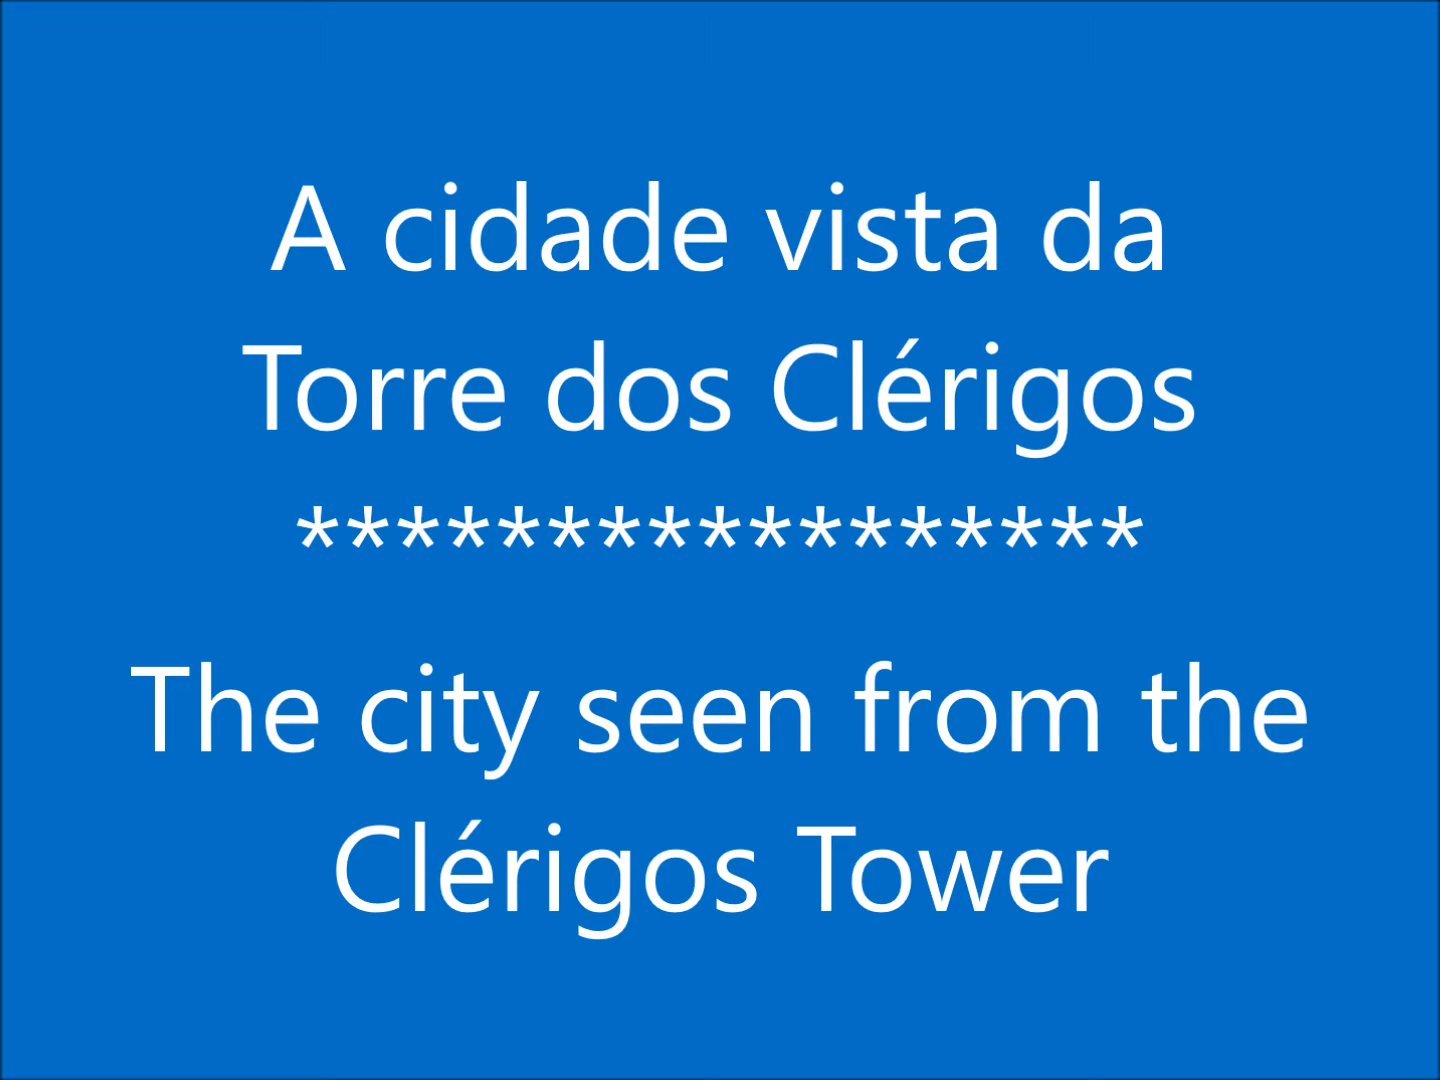 A cidade vista da
Torre dos Clérigos
*****************
The city seen from the
Clérigos Tower